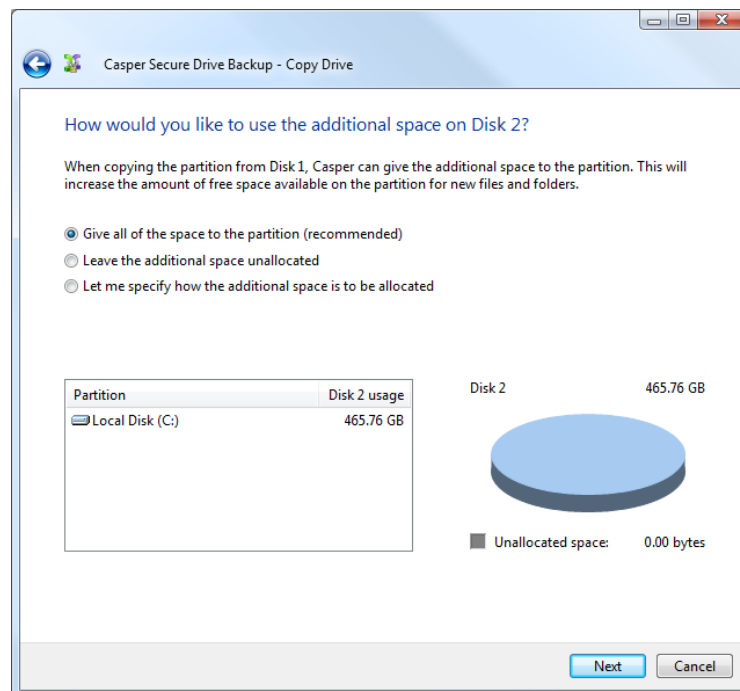 Casper Secure Drive Backup - Copy Drive
How would you like to use the additional space on Disk 2?
When copying the partition from Disk 1, Casper can give the additional space to the partition. This will
increase the amount of free space available on the partition for new files and folders.
Give all of the space to the partition (recommended)
Leave the additional space unallocated
Let me specify how the additional space is to be allocated
Partition Disk 2 usage
Local Disk (C:) 465.76 GB
Disk 2 465.76 GB
Unallocated space: 0.00 bytes
Next Cancel